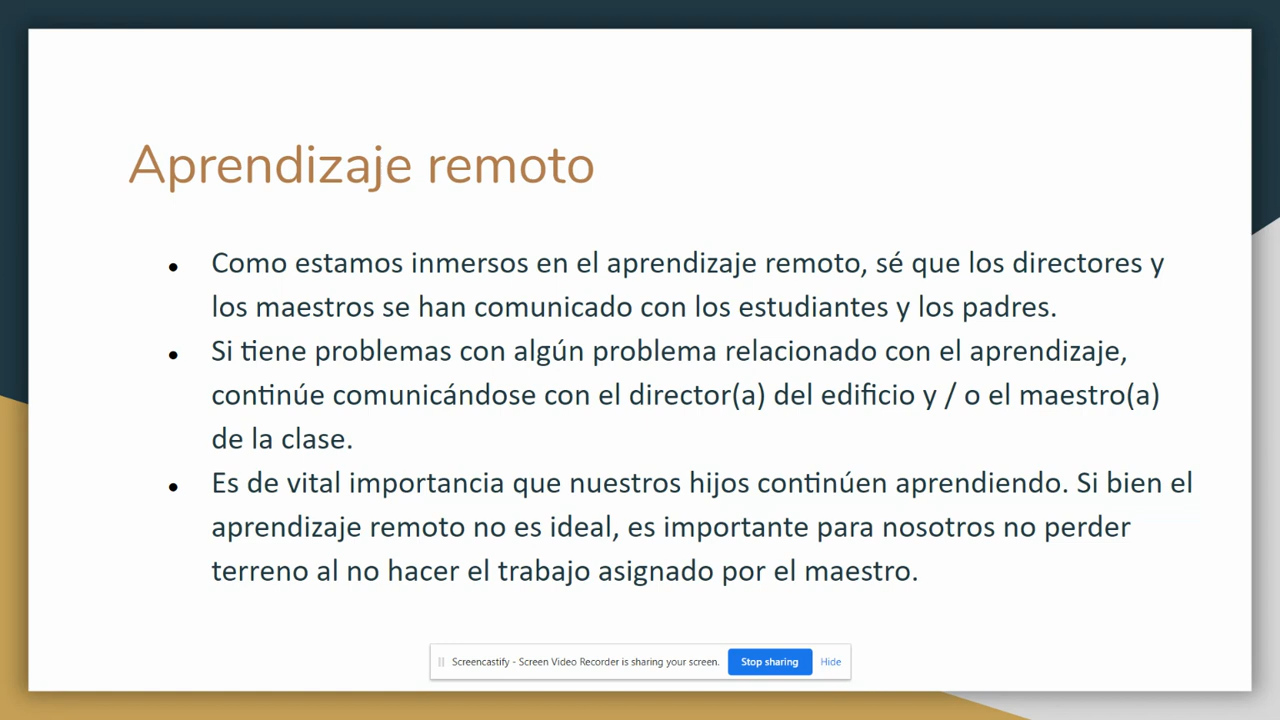 Aprendizaje remoto
• Como estamos inmersos en el aprendizaje remoto, sé que los directores y
los maestros se han comunicado con los estudiantes y los padres.
• Si tiene problemas con algún problema relacionado con el aprendizaje,
continúe comunicándose con el director(a) del edificio y / o el maestro(a)
de la clase.
• Es de vital importancia que nuestros hijos continúen aprendiendo. Si bien el
aprendizaje remoto no es ideal, es importante para nosotros no perder
terreno al no hacer el trabajo asignado por el maestro.
Screencastify - Screen Video Recorder is sharing your screen. Stop sharing Hide